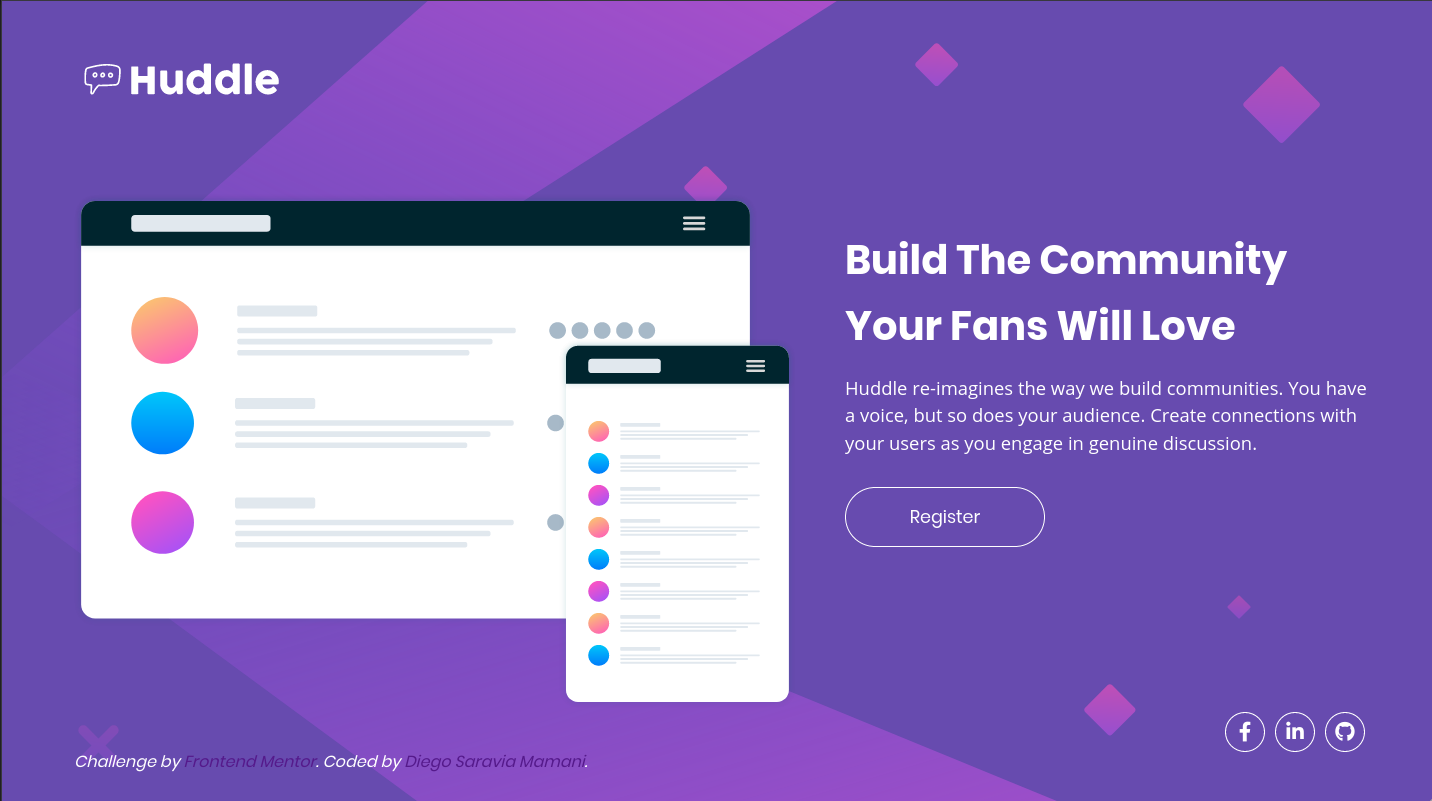 Huddle
Build The Community
Your Fans Will Love
Huddle re-imagines the way we build communities. You have
a voice, but so does your audience. Create connections with
your users as you engage in genuine discussion.
Register
Challenge by Frontend Mentor. Coded by Diego Saravia Mamani.